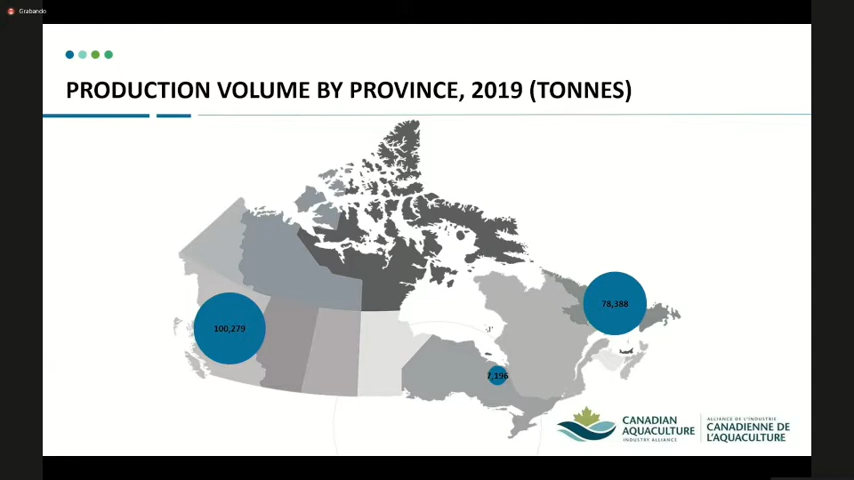 Grabando
PRODUCTION VOLUME BY PROVINCE, 2019 (TONNES)
78,388
100,279
7,196
CANADIAN
AQUACULTURE
INDUSTRY ALLIANCE
ALLIANCE DE L'INDUSTRIE
CANADIENNE DE
L'AQUACULTURE